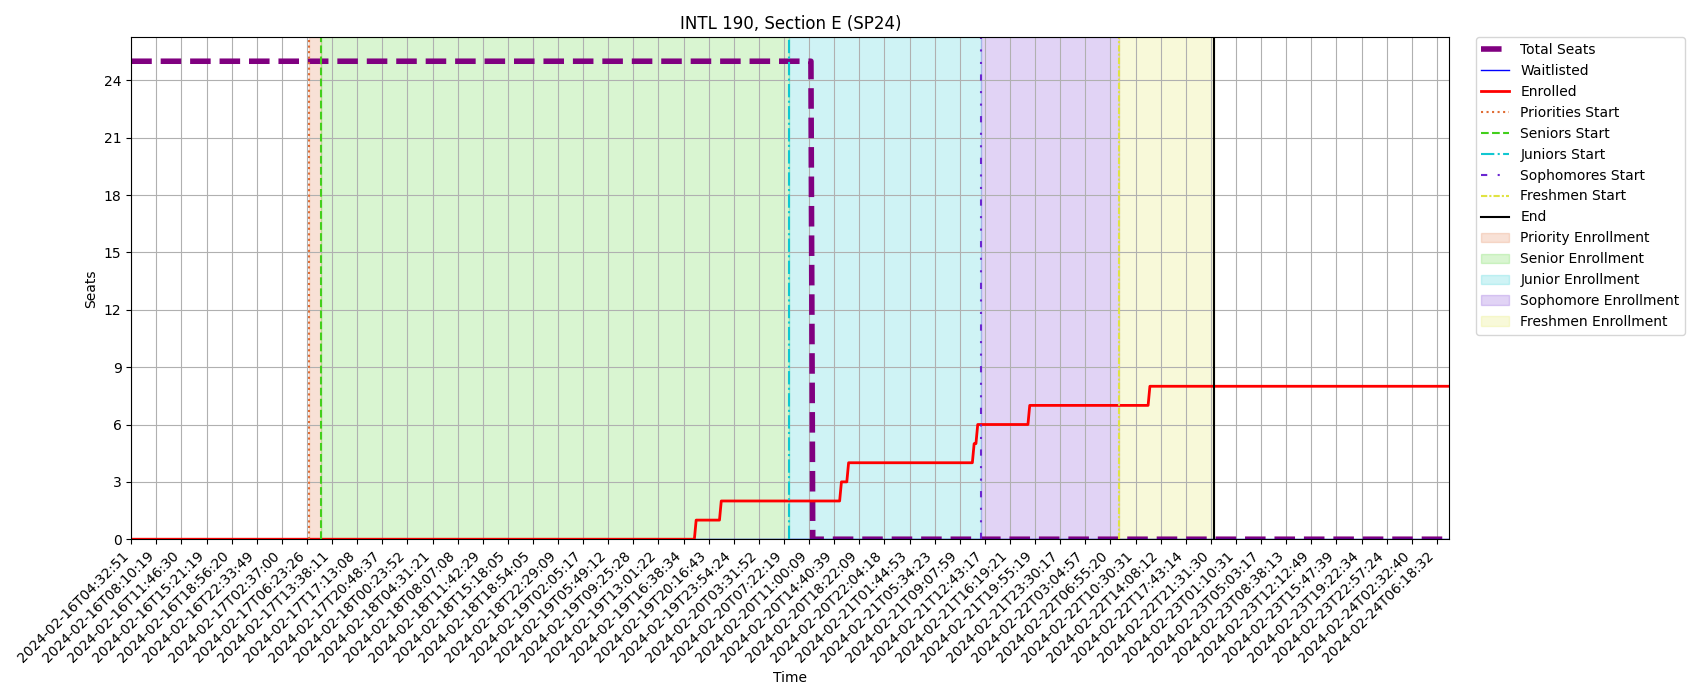 INTL 190, Section E (SP24)
Seats
24
21
18
15
12
9
6
3
0
2024-02-16T04:32:51
2024-02-16T08:10:19
2024-02-16T11:46:30
2024-02-16T15:21:19
2024-02-16T18:56:20
2024-02-16T22:33:49
2024-02-17T02:37:00
2024-02-17T06:23:26
2024-02-17T13:38:11
2024-02-17T17:13:08
2024-02-17T20:48:37
2024-02-18T00:23:52
2024-02-18T04:31:21
2024-02-18T08:07:08
2024-02-18T11:42:29
2024-02-18T15:18:05
2024-02-18T18:54:05
2024-02-18T22:29:09
2024-02-19T02:05:17
2024-02-19T05:49:12
2024-02-19T09:25:28
2024-02-19T13:01:22
2024-02-19T16:38:34
2024-02-19T20:16:43
2024-02-19T23:54:24
2024-02-20T03:31:52
2024-02-20T07:22:19
2024-02-20T11:00:09
2024-02-20T14:40:39
2024-02-20T18:22:39
2024-02-20T22:04:18
2024-02-21T01:44:53
2024-02-21T05:34:23
2024-02-21T09:07:59
2024-02-21T12:43:17
2024-02-21T16:19:21
2024-02-21T19:55:19
2024-02-21T23:30:17
2024-02-22T03:04:57
2024-02-22T06:55:20
2024-02-22T10:30:31
2024-02-22T14:08:12
2024-02-22T17:43:14
2024-02-22T21:31:30
2024-02-23T01:10:31
2024-02-23T05:03:17
2024-02-23T08:38:13
2024-02-23T12:12:49
2024-02-23T15:47:39
2024-02-23T19:22:34
2024-02-23T22:57:24
2024-02-24T02:32:40
2024-02-24T06:18:32
Time
Total Seats
Waitlisted
Enrolled
Priorities Start
Seniors Start
Juniors Start
Sophomores Start
Freshmen Start
End
Priority Enrollment
Senior Enrollment
Junior Enrollment
Sophomore Enrollment
Freshmen Enrollment